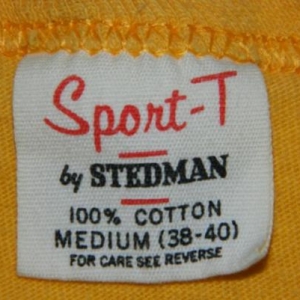 Sport-T
by STEDMAN
100% COTTON
MEDIUM (38-40)
FOR CARE SEE REVERSE